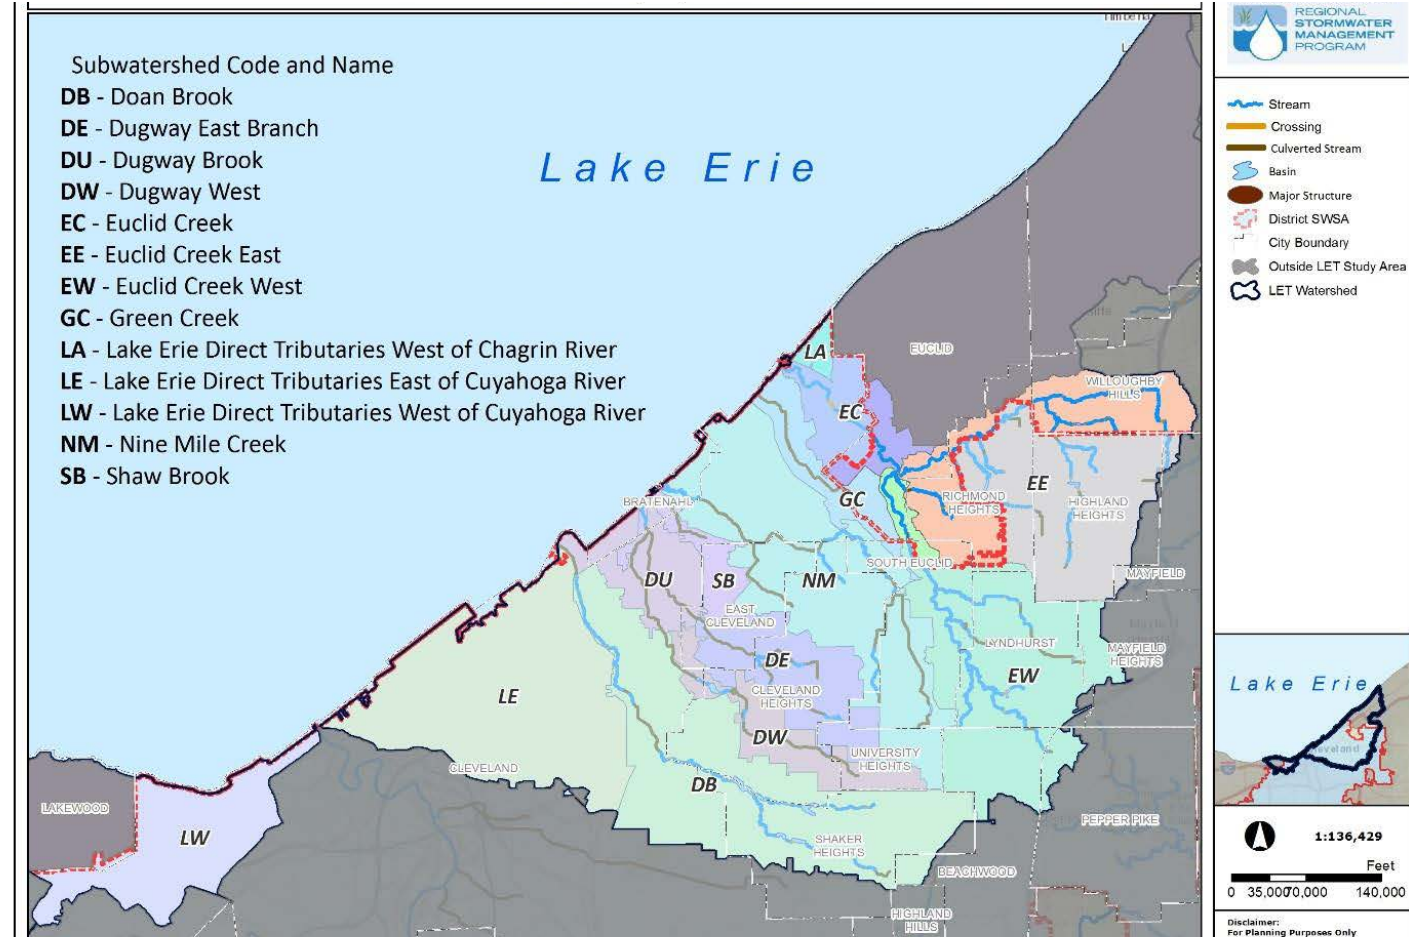 Subwatershed Code and Name
DB - Doan Brook
DE - Dugway East Branch
DU - Dugway Brook
DW - Dugway West
EC - Euclid Creek
EE - Euclid Creek East
EW - Euclid Creek West
GC - Green Creek
LA - Lake Erie Direct Tributaries West of Chagrin River
LE - Lake Erie Direct Tributaries East of Cuyahoga River
LW - Lake Erie Direct Tributaries West of Cuyahoga River
NM - Nine Mile Creek
SB - Shaw Brook
Lake Erie
LA
EUCLID
WILLOUGHBY
HILLS
EC
EE
GC
RICHMOND
HEIGHTS
HIGHLAND
HEIGHTS
BRATENAHL
SOUTH EUCLID
MAYFIELD
DU
SB
NM
EAST
CLEVELAND
LYNDHURST
MAYFIELD
HEIGHTS
DE
EW
CLEVELAND
HEIGHTS
LE
DW
UNIVERSITY
HEIGHTS
CLEVELAND
DB
LAKEWOOD
LW
SHAKER
HEIGHTS
PEPPER PIKE
BEACHWOOD
HIGHLAND
HILLS
REGIONAL
STORMWATER
MANAGEMENT
PROGRAM
Stream
Crossing
Culverted Stream
Basin
Major Structure
District SWSA
City Boundary
Outside LET Study Area
LET Watershed
Lake Erie
1:136,429
Feet
0 35,00070,000 140,000
Disclaimer:
For Planning Purposes Only